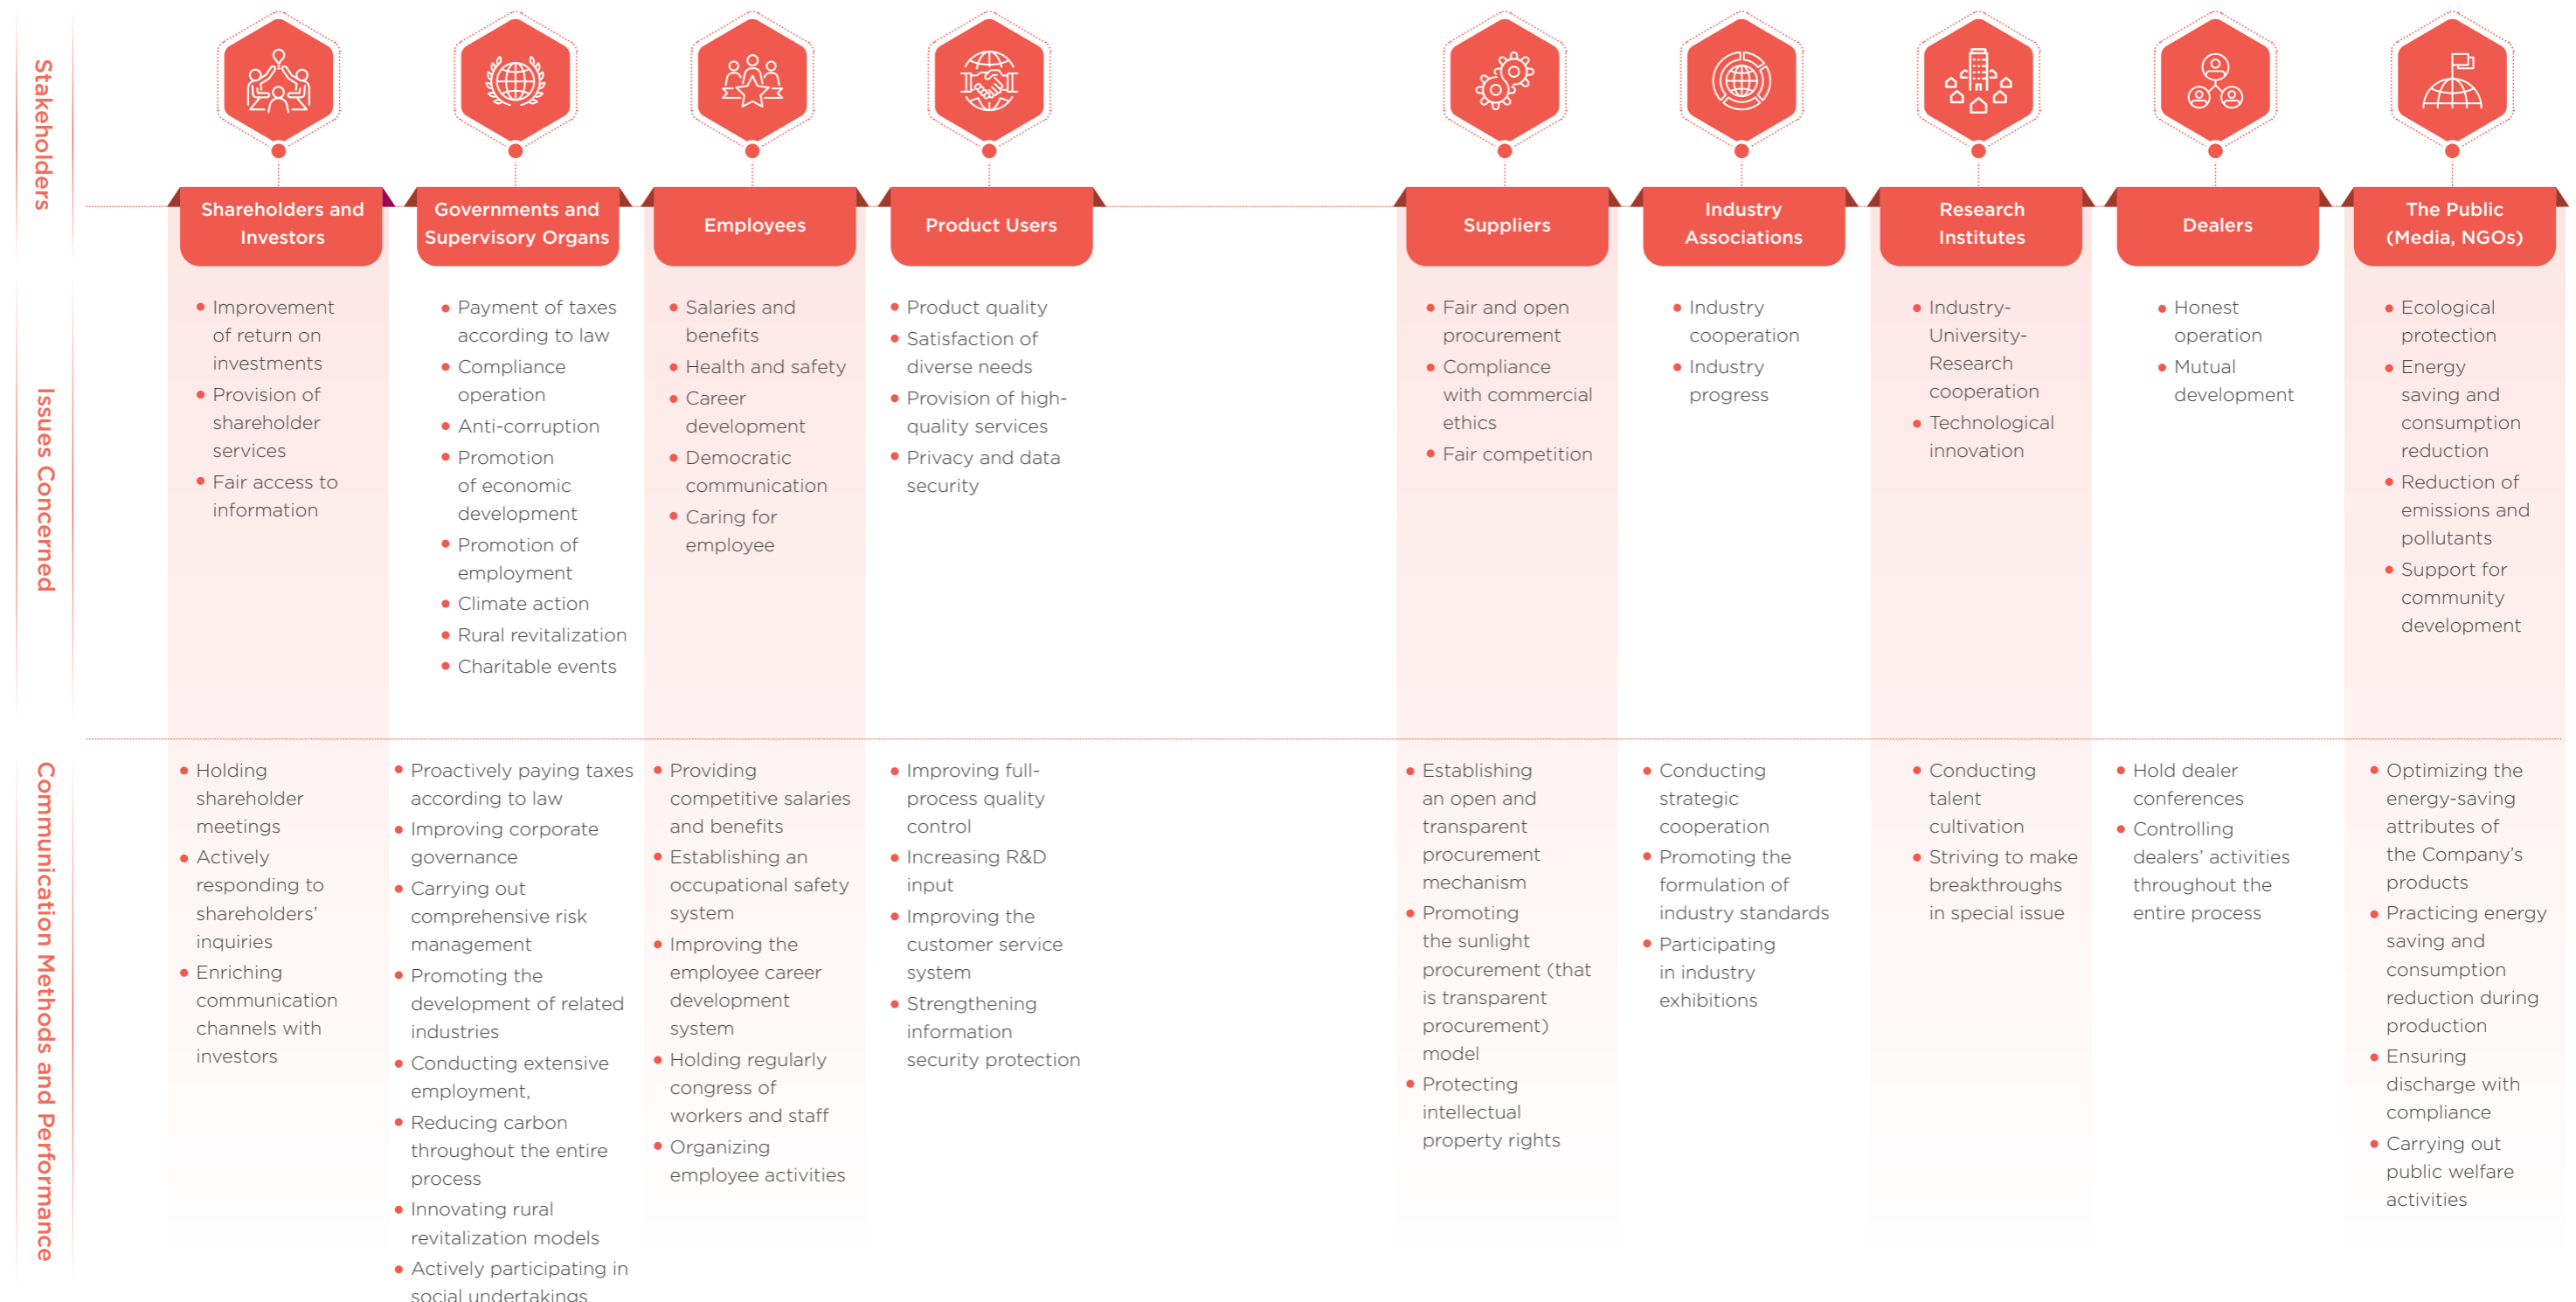 Stakeholders
Shareholders and
Investors
Governments and
Supervisory Organs
Employees
Product Users
Suppliers
Industry
Associations
Research
Institutes
Dealers
The Public
(Media, NGOs)
Issues Concerned
Improvement
of return on
investments
Provision of
shareholder
services
Fair access to
information
Payment of taxes
according to law
Compliance
operation
Anti-corruption
Promotion
of economic
development
Promotion of
employment
Climate action
Rural revitalization
Charitable events
Salaries and
benefits
Health and safety
Career
development
Democratic
communication
Caring for
employee
Product quality
Satisfaction of
diverse needs
Provision of high-
quality services
Privacy and data
security
Fair and open
procurement
Compliance
with commercial
ethics
Fair competition
Industry
cooperation
Industry
progress
Industry-
University-
Research
cooperation
Technological
innovation
Honest
operation
Mutual
development
Ecological
protection
Energy
saving and
consumption
reduction
Reduction of
emissions and
pollutants
Support for
community
development
Communication Methods and Performance
Holding
shareholder
meetings
Actively
responding to
shareholders’
inquiries
Enriching
communication
channels with
investors
Proactively paying taxes
according to law
Improving corporate
governance
Carrying out
comprehensive risk
management
Promoting the
development of related
industries
Conducting extensive
employment,
Reducing carbon
throughout the entire
process
Innovating rural
revitalization models
Actively participating in
social undertakings
Providing
competitive salaries
and benefits
Establishing an
occupational safety
system
Improving the
employee career
development
system
Holding regularly
congress of
workers and staff
Organizing
employee activities
Improving full-
process quality
control
Increasing R&D
input
Improving the
customer service
system
Strengthening
information
security protection
Establishing
an open and
transparent
procurement
mechanism
Promoting
the sunlight
procurement (that
is transparent
procurement)
model
Protecting
intellectual
property rights
Conducting
strategic
cooperation
Promoting the
formulation of
industry standards
Participating
in industry
exhibitions
Conducting
talent
cultivation
Striving to make
breakthroughs
in special issue
Hold dealer
conferences
Controlling
dealers’ activities
throughout the
entire process
Optimizing the
energy-saving
attributes of
the Company’s
products
Practicing energy
saving and
consumption
reduction during
production
Ensuring
discharge with
compliance
Carrying out
public welfare
activities